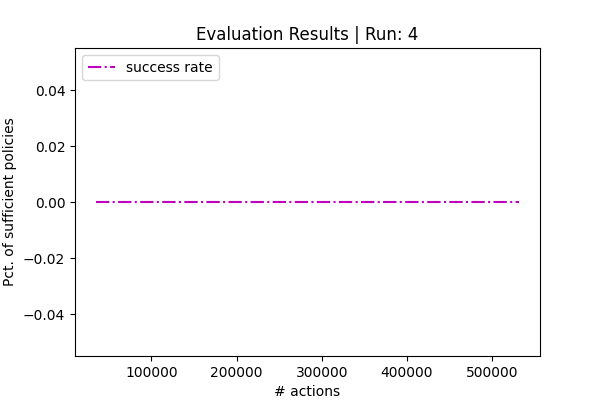 Evaluation Results | Run: 4
success rate
Pct. of sufficient policies
0.04
0.02
0.00
−0.02
−0.04
100000 200000 300000 400000 500000
# actions